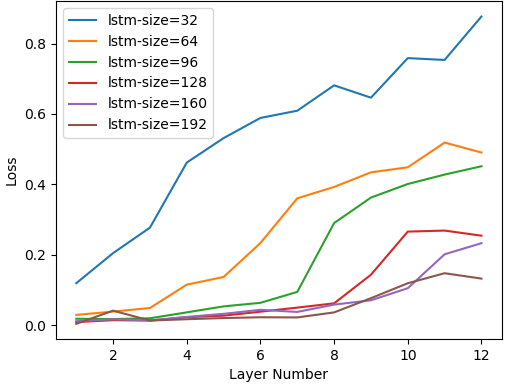 lstm-size=32
lstm-size=64
lstm-size=96
lstm-size=128
lstm-size=160
lstm-size=192
0.8
0.6
0.4
0.2
0.0
Loss
2 4 6 8 10 12
Layer Number